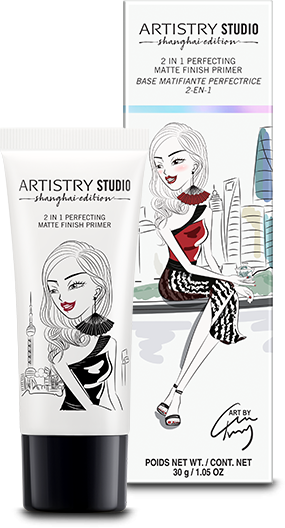 ARTISTRY STUDIO
shanghai edition
2 IN 1 PERFECTING
MATTE FINISH PRIMER
BASE MATIFIANTE PERFECTRICE
2-EN-1
ART BY
POIDS NET WT. / CONT. NET
30 g / 1.05 OZ
ARTISTRY STUDIO
shanghai edition
2 IN 1 PERFECTING
MATTE FINISH PRIMER